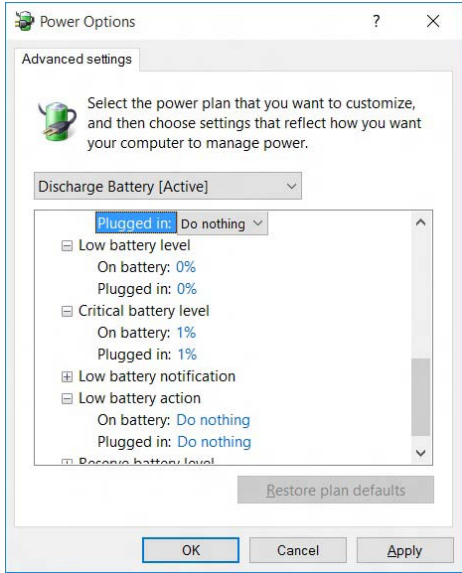 Power Options
?
Advanced settings
Select the power plan that you want to customize,
and then choose settings that reflect how you want
your computer to manage power.
Discharge Battery [Active]
Plugged in: Do nothing
Low battery level
On battery: 0%
Plugged in: 0%
Critical battery level
On battery: 1%
Plugged in: 1%
Low battery notification
Low battery action
On battery: Do nothing
Plugged in: Do nothing
Reserve battery level
Restore plan defaults
OK Cancel Apply